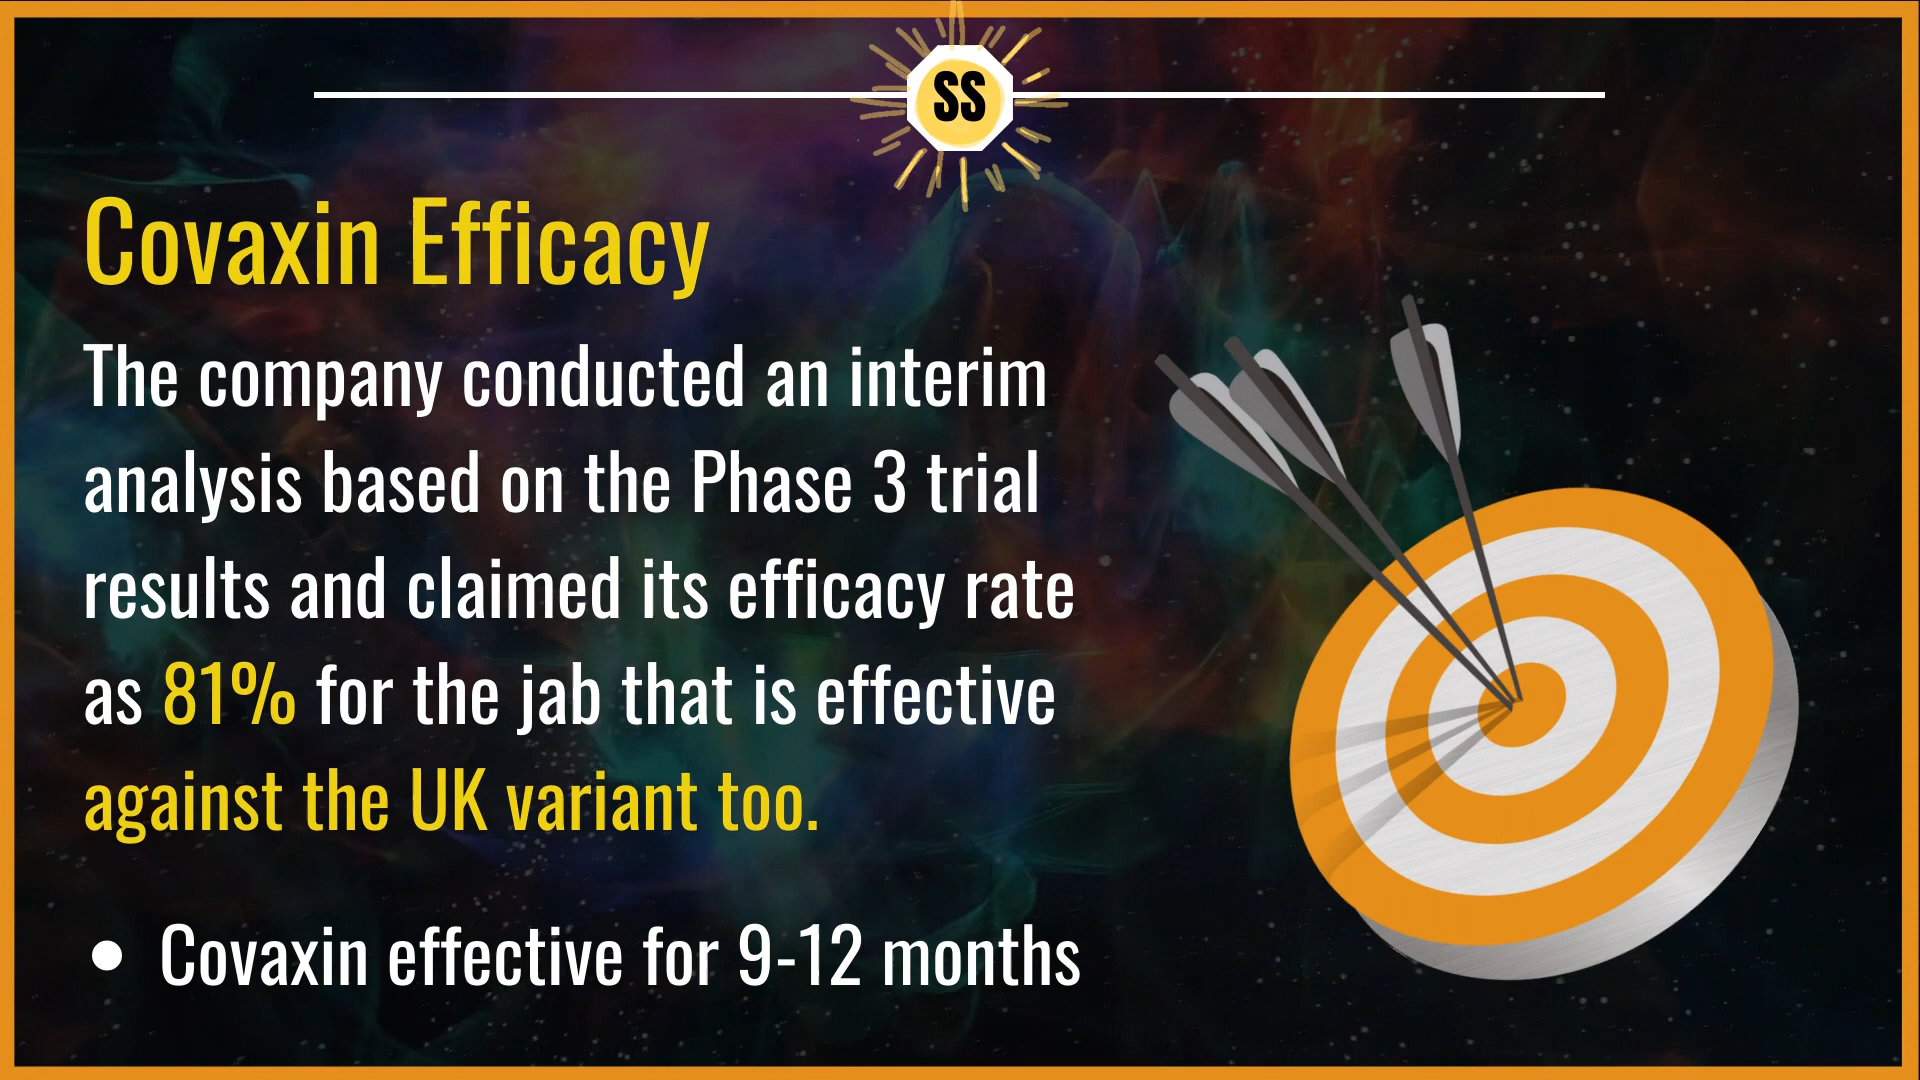 SS
Covaxin Efficacy
The company conducted an interim
analysis based on the Phase 3 trial
results and claimed its efficacy rate
as 81% for the jab that is effective
against the UK variant too.
● Covaxin effective for 9-12 months